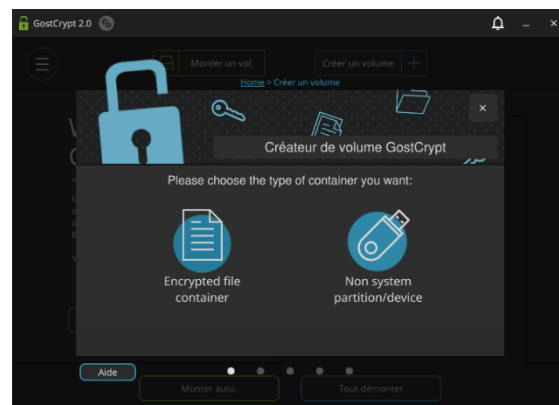 GostCrypt 2.0
Monter un vol.
Créer un volume
Home > Créer un volume
Créateur de volume GostCrypt
Please choose the type of container you want:
Encrypted file
container
Non system
partition/device
Aide
Monter auto.
Tout démonter